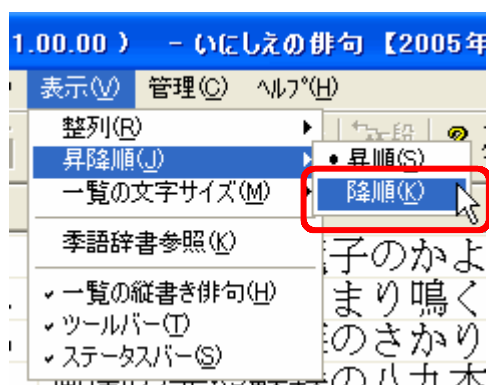 1.00.00 ） - いにしえの俳句 【2005年
表示(V) 管理(C) ﾍﾙﾌﾟ(H)
整列(R)
昇降順(J)
昇順(S)
一覧の文字サイズ(M)
降順(K)
季語辞書参照(K)
子のかよ
一覧の縦書き俳句(H)
まり鳴く
ツールバー(T)
のさかり
ステータスバー(S)
の八九本